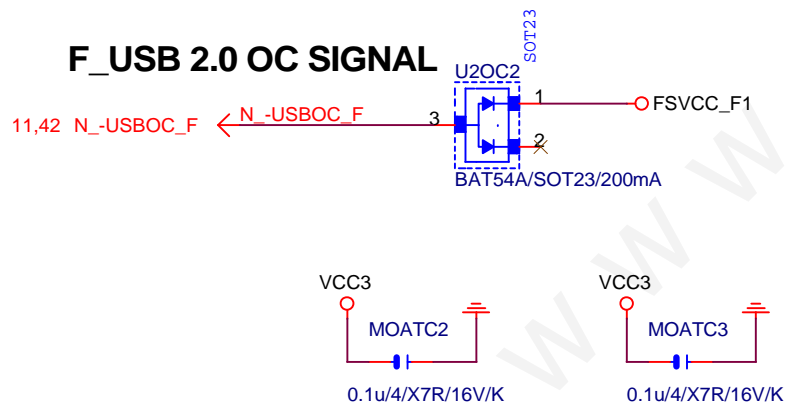 SOT23
F_USB 2.0 OC SIGNAL
U2OC2
1
FSVCC_F1
11,42 N_-USBOC_F
N_-USBOC_F
3
2
BAT54A/SOT23/200mA
VCC3
VCC3
MOATC2
MOATC3
0.1u/4/X7R/16V/K
0.1u/4/X7R/16V/K
w w w